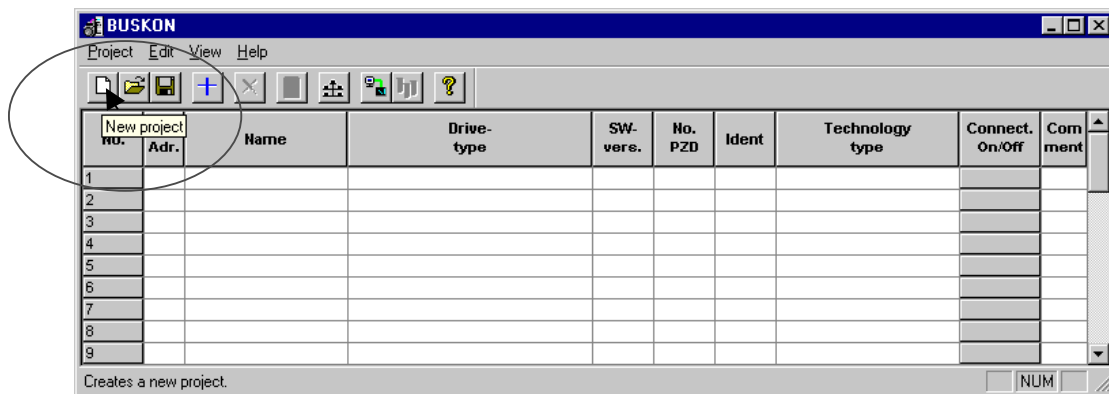 BUSKON
Project Edit View Help
New project
No. Adr. Name Drive-type SW-vers. No. PZD Ident Technology type Connect. On/Off Com ment
1
2
3
4
5
6
7
8
9
Creates a new project. NUM